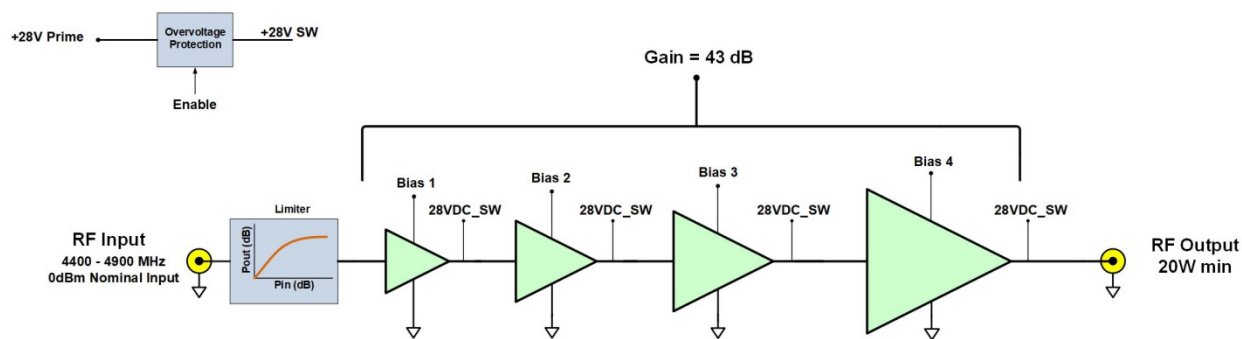 +28V Prime
Overvoltage
Protection
+28V SW
Enable
Gain = 43 dB
Bias 1
Bias 2
Bias 3
Bias 4
28VDC_SW
28VDC_SW
28VDC_SW
28VDC_SW
Limiter
Pout (dB)
Pin (dB)
RF Input
4400 - 4900 MHz
0dBm Nominal Input
RF Output
20W min